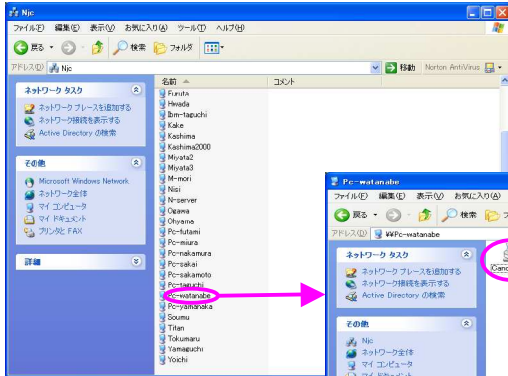 Njc
ファイル(F) 編集(E) 表示(V) お気に入り(A) ツール(T) ヘルプ(H)
戻る 検索 フォルダ
アドレス(D) Njc 移動 Norton AntiVirus
ネットワーク タスク
ネットワーク プレースを追加する
ネットワーク接続を表示する
Active Directory の検索
その他
Microsoft Windows Network
ネットワーク全体
マイ コンピュータ
マイ ドキュメント
プリンタと FAX
詳細
名前 コメント
Furuta
Hwada
Ibm-taguchi
Kake
Kashima
Kashima2000
Miyata2
Miyata3
M-mori
Nisi
N-server
Ogawa
Ohyama
Pc-futami
Pc-miura
Pc-nakamura
Pc-sakai
Pc-sakamoto
Pc-taguchi
Pc-watanabe
Pc-yamanaka
Soumu
Titan
Tokumaru
Yamaguchi
Yoichi
Pc-watanabe
ファイル(F) 編集(E) 表示(V) お気に入り(A)
戻る 検索
アドレス(D) ¥¥Pc-watanabe
ネットワーク タスク
ネットワーク プレースを追加する
ネットワーク接続を表示する
Active Directory の検索
その他
Njc
ネットワーク全体
マイ コンピュータ